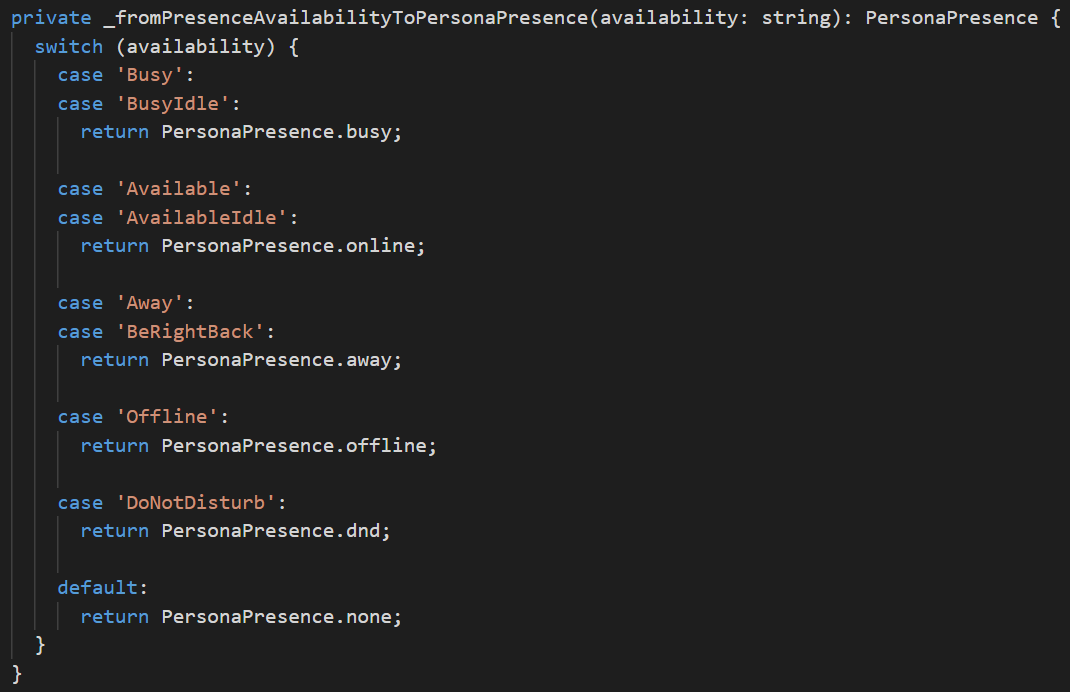 private _fromPresenceAvailabilityToPersonaPresence(availability: string): PersonaPresence {
  switch (availability) {
    case 'Busy':
    case 'BusyIdle':
      return PersonaPresence.busy;

    case 'Available':
    case 'AvailableIdle':
      return PersonaPresence.online;

    case 'Away':
    case 'BeRightBack':
      return PersonaPresence.away;

    case 'Offline':
      return PersonaPresence.offline;

    case 'DoNotDisturb':
      return PersonaPresence.dnd;

    default:
      return PersonaPresence.none;
  }
}